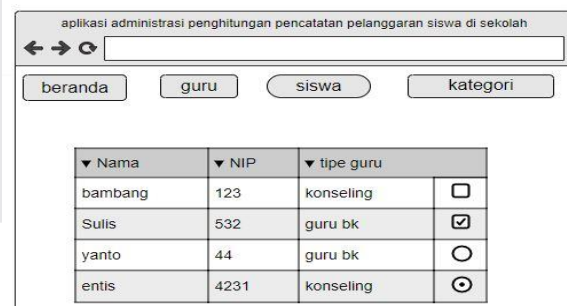 aplikasi administrasi penghitungan pencatatan pelanggaran siswa di sekolah
beranda guru siswa kategori
Nama NIP tipe guru
bambang 123 konseling
Sulis 532 guru bk
yanto 44 guru bk
entis 4231 konseling